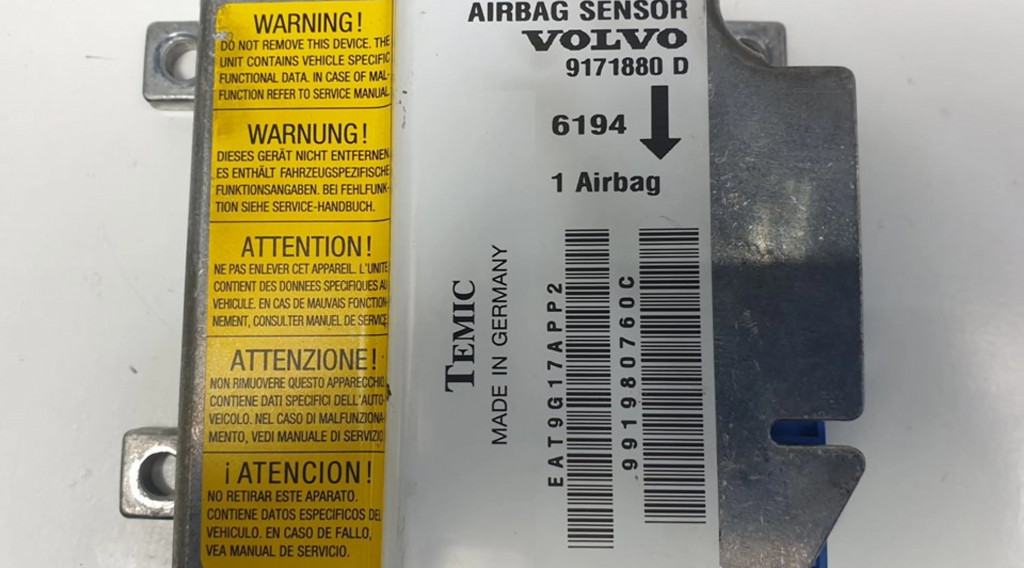 WARNING!
DO NOT REMOVE THIS DEVICE. THE
UNIT CONTAINS VEHICLE SPECIFIC
FUNCTIONAL DATA. IN CASE OF MAL-
FUNCTION REFER TO SERVICE MANUAL.
WARNUNG!
DIESES GERÄT NICHT ENTFERNEN
ES ENTHÄLT FAHRZEUGSPEZIFISCHE
FUNKTIONSANGABEN. BEI FEHLFUNK-
TION SIEHE SERVICE-HANDBUCH.
ATTENTION!
NE PAS ENLEVER CET APPAREIL. L'UNITE
CONTIENT DES DONNEES SPECIFIQUES AU
VEHICULE. EN CAS DE MAUVAIS FONCTION-
NEMENT, CONSULTER MANUEL DE SERVICE
ATTENZIONE!
NON RIMUOVERE QUESTO APPARECCHIO
CONTIENE DATI SPECIFICI DELL'AUTO-
VEICOLO. NEL CASO DI MALFUNZIONA-
MENTO, VEDI MANUALE DI SERVIZIO
¡ATENCION!
NO RETIRAR ESTE APARATO.
CONTIENE DATOS ESPECIFICOS DEL
VEHICULO. EN CASO DE FALLO,
VEA MANUAL DE SERVICIO.
AIRBAG SENSOR
VOLVO
9171880 D
6194
1 Airbag
TEMIC
MADE IN GERMANY
EAT9G17APP2
991980760C